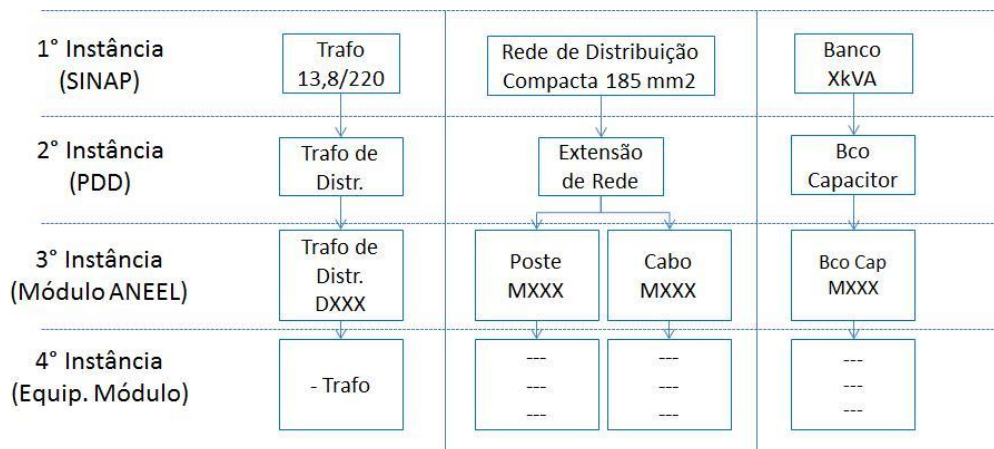 1° Instância
(SINAP)
Trafo
13,8/220
Rede de Distribuição
Compacta 185 mm2
Banco
XkVA
2° Instância
(PDD)
Trafo de
Distr.
Extensão
de Rede
Bco
Capacitor
3° Instância
(Módulo ANEEL)
Trafo de
Distr.
DXXX
Poste
MXXX
Cabo
MXXX
Bco Cap
MXXX
4° Instância
(Equip. Módulo)
- Trafo
---
---
---
---
---
---
---
---
---